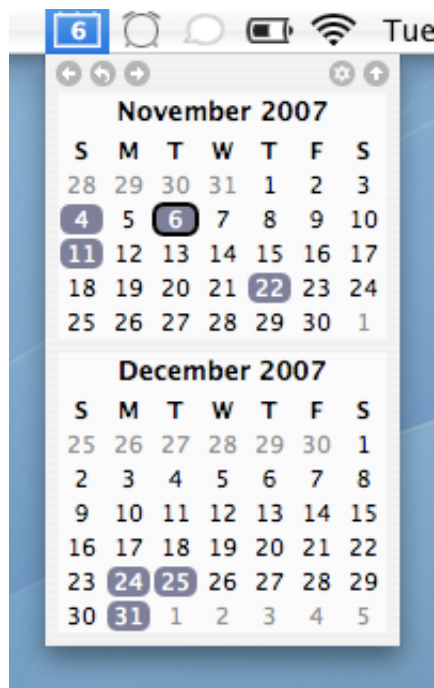 6 Tue
November 2007
S M T W T F S
28 29 30 31 1 2 3
4 5 6 7 8 9 10
11 12 13 14 15 16 17
18 19 20 21 22 23 24
25 26 27 28 29 30 1
December 2007
S M T W T F S
25 26 27 28 29 30 1
2 3 4 5 6 7 8
9 10 11 12 13 14 15
16 17 18 19 20 21 22
23 24 25 26 27 28 29
30 31 1 2 3 4 5